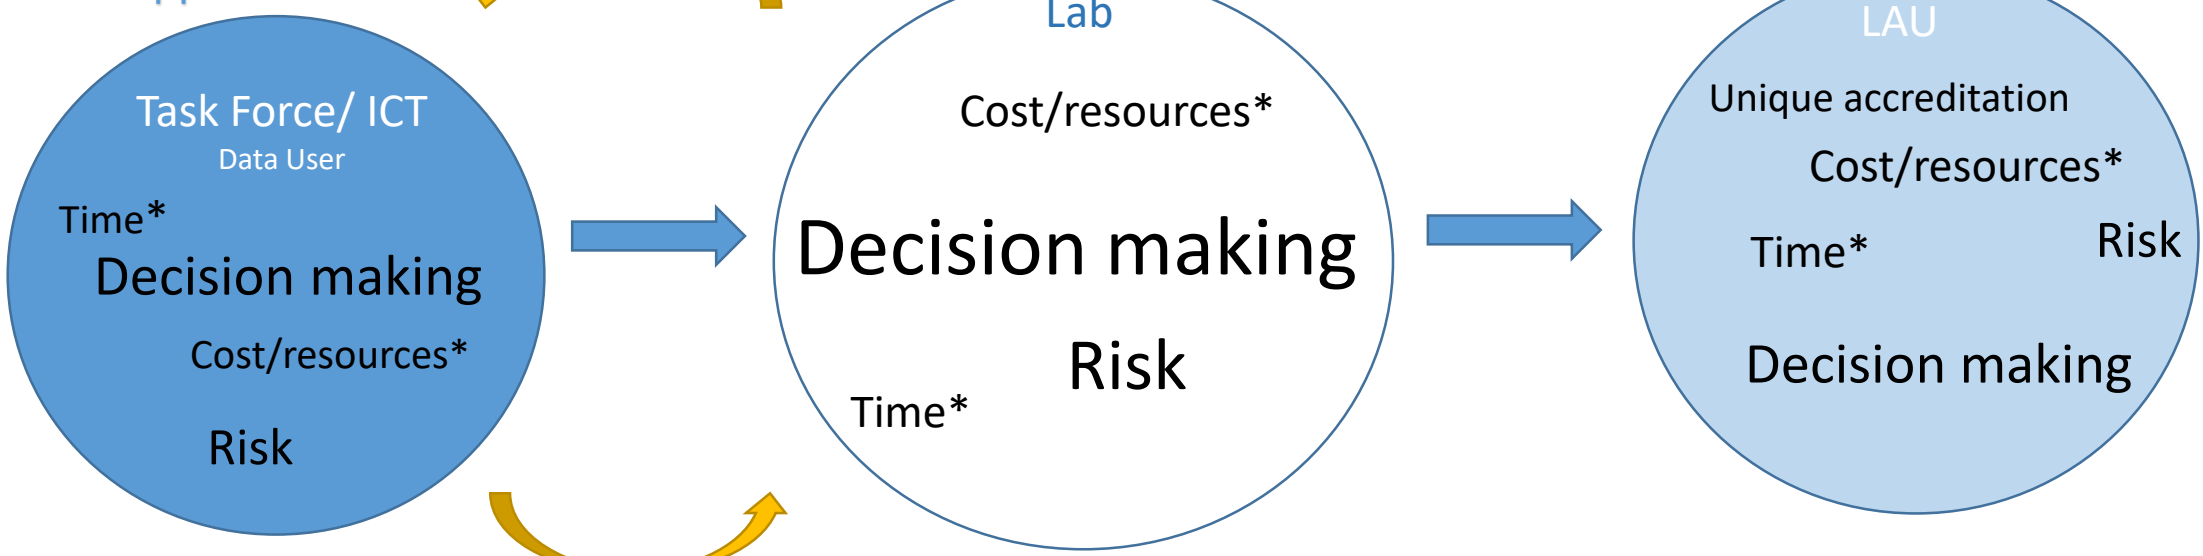 Task Force/ ICT
Data User
Time*
Decision making
Cost/resources*
Risk
Lab
Cost/resources*
Decision making
Risk
Time*
LAU
Unique accreditation
Cost/resources*
Time*
Risk
Decision making